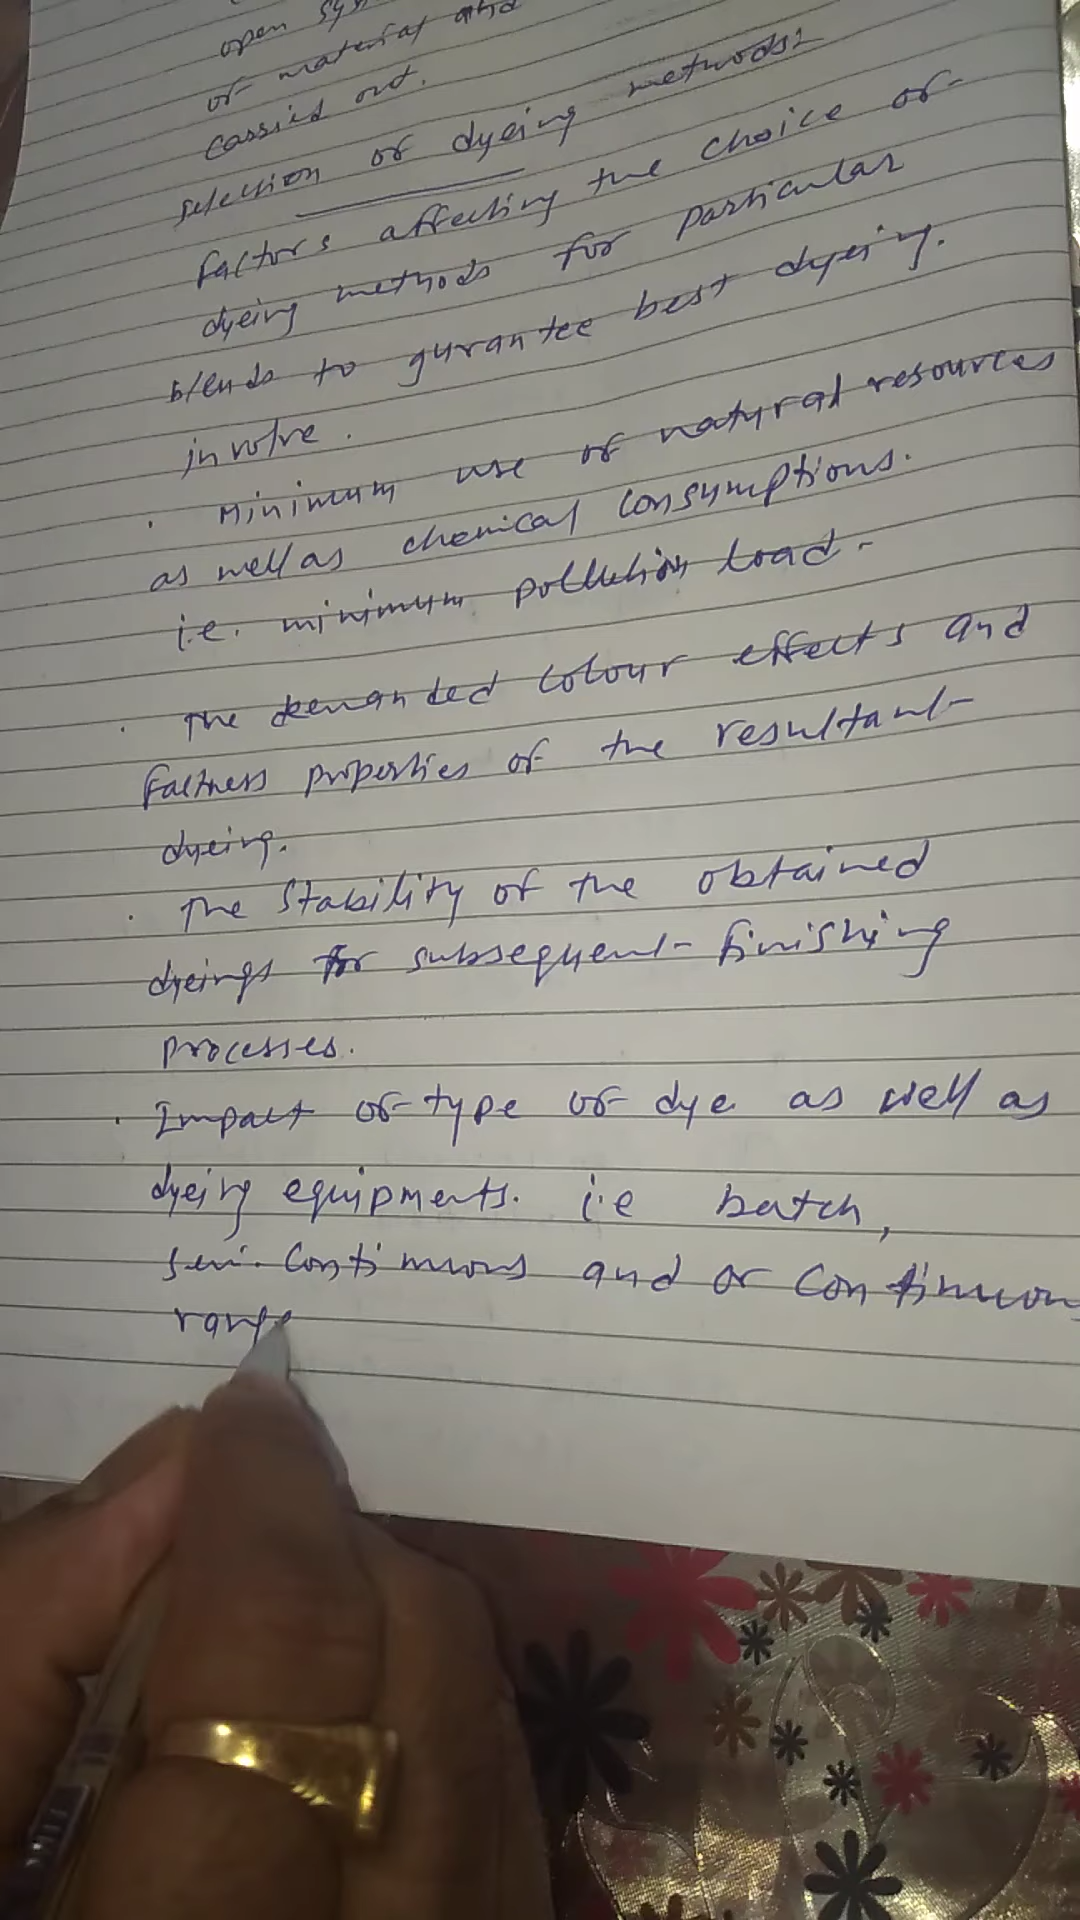 open sys
of material and
carried out.
selection of dyeing methods:
factors affecting the choice of
dyeing methods for particular
blends to gurantee best dyeing.
involve.
. Minimum use of natural resources
as well as chemical consumptions.
i.e. minimum pollution load.
. The demanded colour effects and
fastness properties of the resultant
dyeing.
. The Stability of the obtained
dyeings for subsequent finishing
processes.
. Impact of type of dye as well as
dyeing equipments. i.e batch,
semi-continuous and or continuous
range